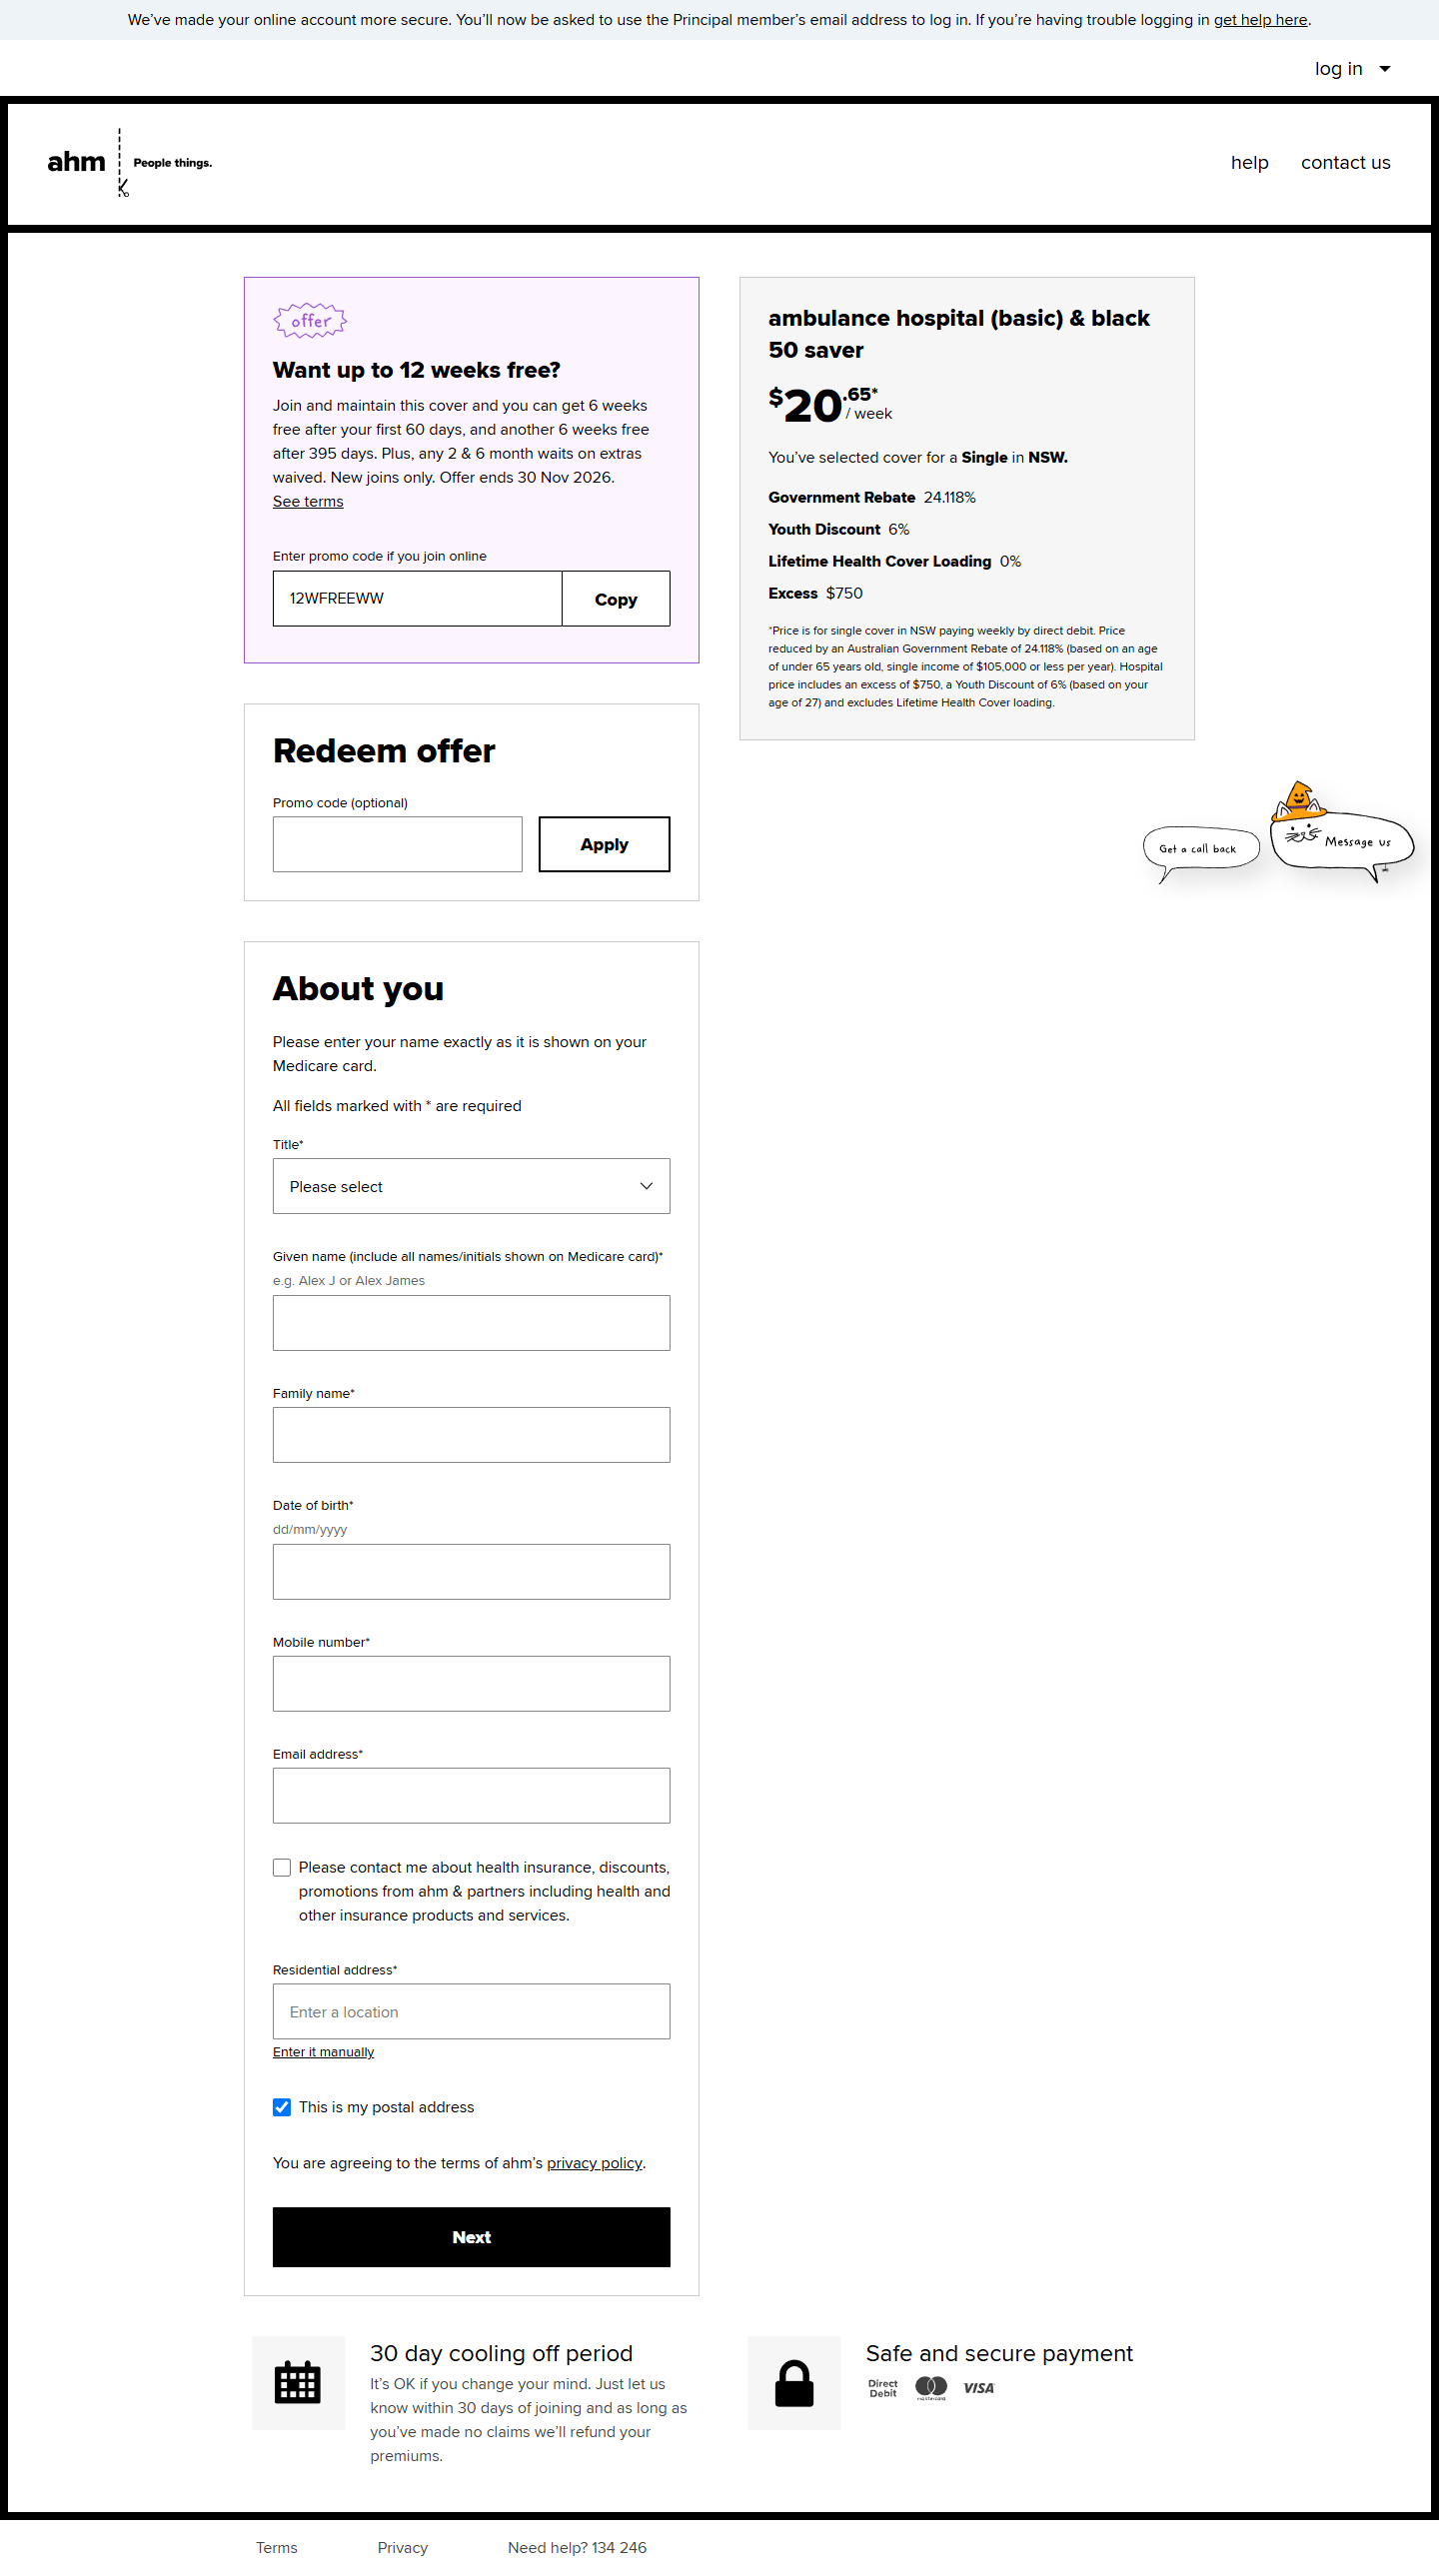 We've made your online account more secure. You'll now be asked to use the Principal member's email address to log in. If you're having trouble logging in get help here.
log in
ahm
People things.
help
contact us
offer
Want up to 12 weeks free?
Join and maintain this cover and you can get 6 weeks
free after your first 60 days, and another 6 weeks free
after 395 days. Plus, any 2 & 6 month waits on extras
waived. New joins only. Offer ends 30 Nov 2026.
See terms
Enter promo code if you join online
12WFREEWW
Copy
ambulance hospital (basic) & black
50 saver
$20.65*
/ week
You've selected cover for a Single in NSW.
Government Rebate 24.118%
Youth Discount 6%
Lifetime Health Cover Loading 0%
Excess $750
*Price is for single cover in NSW paying weekly by direct debit. Price
reduced by an Australian Government Rebate of 24.118% (based on an age
of under 65 years old, single income of $105,000 or less per year). Hospital
price includes an excess of $750, a Youth Discount of 6% (based on your
age of 27) and excludes Lifetime Health Cover loading.
Redeem offer
Promo code (optional)
Apply
Get a call back
Message us
About you
Please enter your name exactly as it is shown on your
Medicare card.
All fields marked with * are required
Title*
Please select
Given name (include all names/initials shown on Medicare card)*
e.g. Alex J or Alex James
Family name*
Date of birth*
dd/mm/yyyy
Mobile number*
Email address*
Please contact me about health insurance, discounts,
promotions from ahm & partners including health and
other insurance products and services.
Residential address*
Enter a location
Enter it manually
This is my postal address
You are agreeing to the terms of ahm's privacy policy.
Next
30 day cooling off period
It's OK if you change your mind. Just let us
know within 30 days of joining and as long as
you've made no claims we'll refund your
premiums.
Safe and secure payment
Direct
Debit
mastercard
VISA
Terms
Privacy
Need help? 134 246